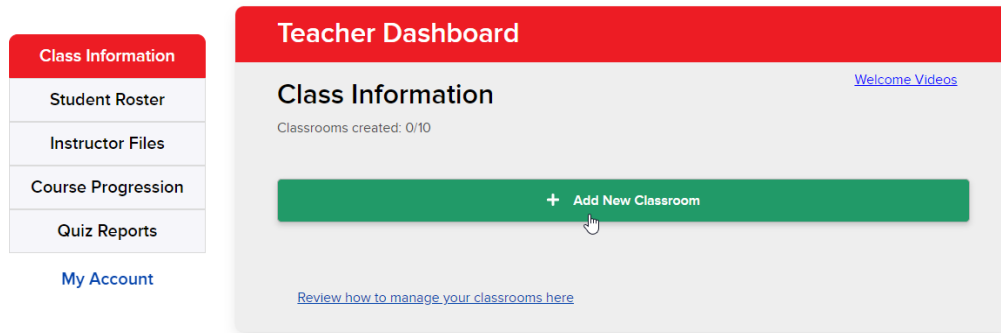 Class Information
Student Roster
Instructor Files
Course Progression
Quiz Reports
My Account
Teacher Dashboard
Welcome Videos
Class Information
Classrooms created: 0/10
+ Add New Classroom
Review how to manage your classrooms here